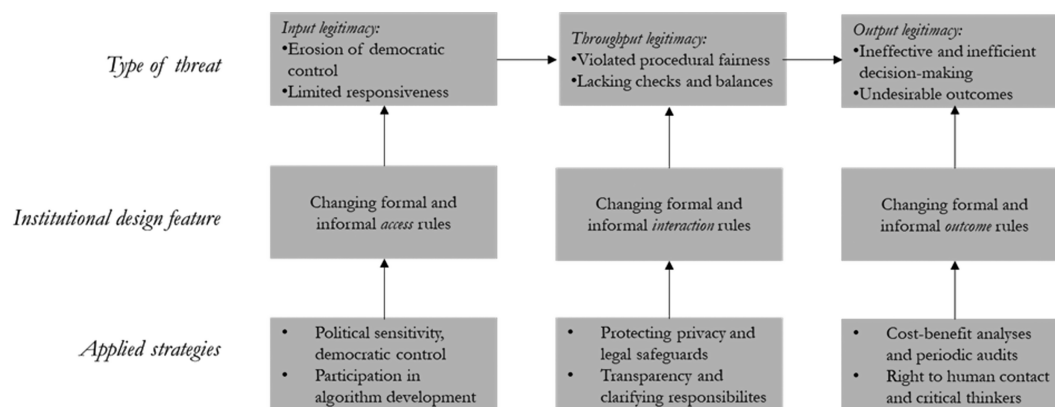 Type of threat
Input legitimacy:
•Erosion of democratic
control
•Limited responsiveness
Throughput legitimacy:
•Violated procedural fairness
•Lacking checks and balances
Output legitimacy:
•Ineffective and inefficient
decision-making
•Undesirable outcomes
Institutional design feature
Changing formal and
informal access rules
Changing formal and
informal interaction rules
Changing formal and
informal outcome rules
Applied strategies
• Political sensitivity,
democratic control
• Participation in
algorithm development
• Protecting privacy and
legal safeguards
• Transparency and
clarifying responsibilites
• Cost-benefit analyses
and periodic audits
• Right to human contact
and critical thinkers